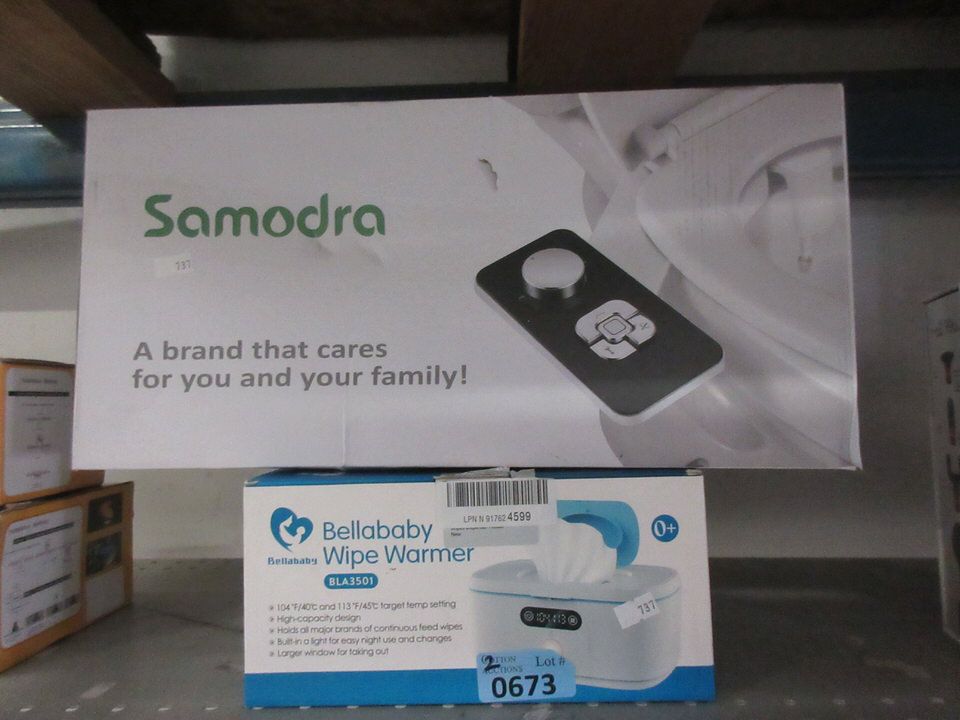 Samodra
737
A brand that cares
for you and your family!
LPN N 91762 4599
New
Bellababy
Wipe Warmer
Bellababy
BLA3501
0+
104 °F/40℃ and 113 °F/45℃ target temp setting
High-capacity design
Holds all major brands of continuous feed wipes
Built-in a light for easy night use and changes
Larger window for taking out
737
2
Lot #
AUCTIONS
0673